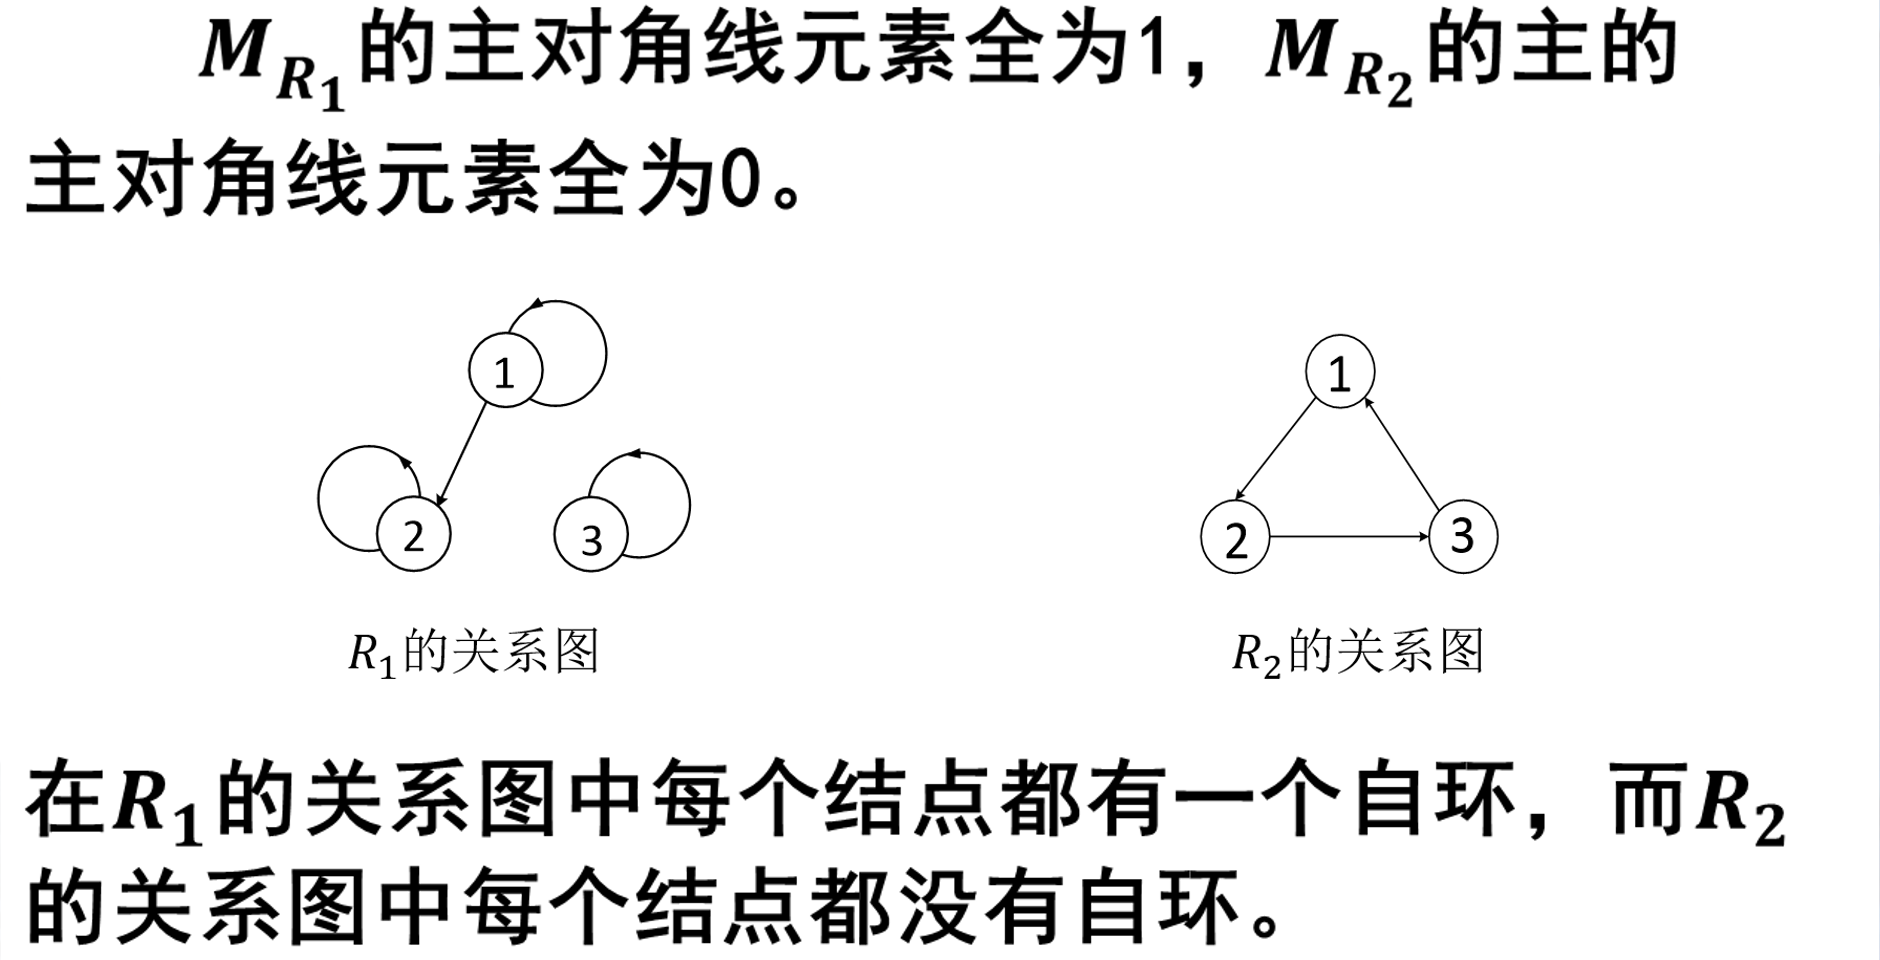 M_{R_1}的主对角线元素全为1，M_{R_2}的主的
主对角线元素全为0。
1
1
2
3
2
3
R_1的关系图
R_2的关系图
在R_1的关系图中每个结点都有一个自环，而R_2
的关系图中每个结点都没有自环。